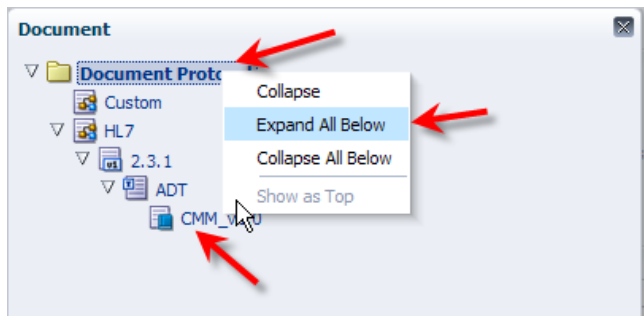 Document
Document Proto
Collapse
Custom
Expand All Below
HL7
Collapse All Below
2.3.1
Show as Top
ADT